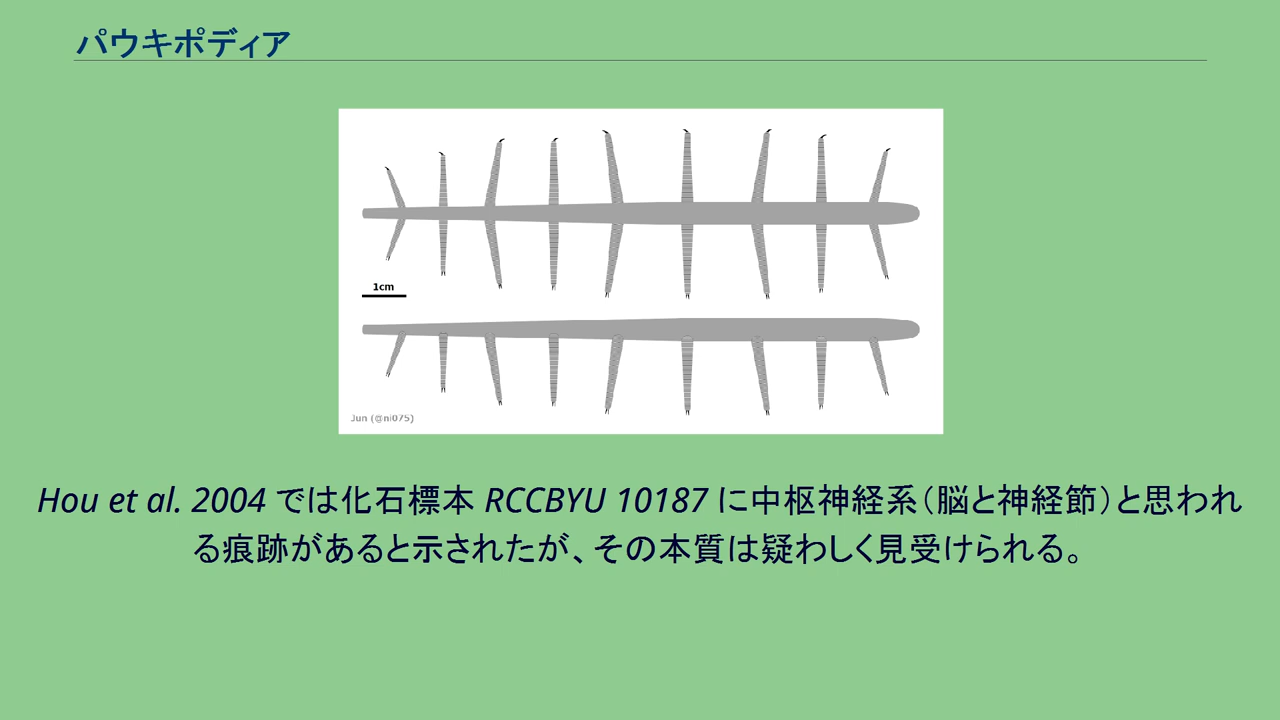 パウキポディア
1cm
Jun (@ni075)
Hou et al. 2004 では化石標本 RCCBYU 10187 に中枢神経系（脳と神経節）と思われ
る痕跡があると示されたが、その本質は疑わしく見受けられる。